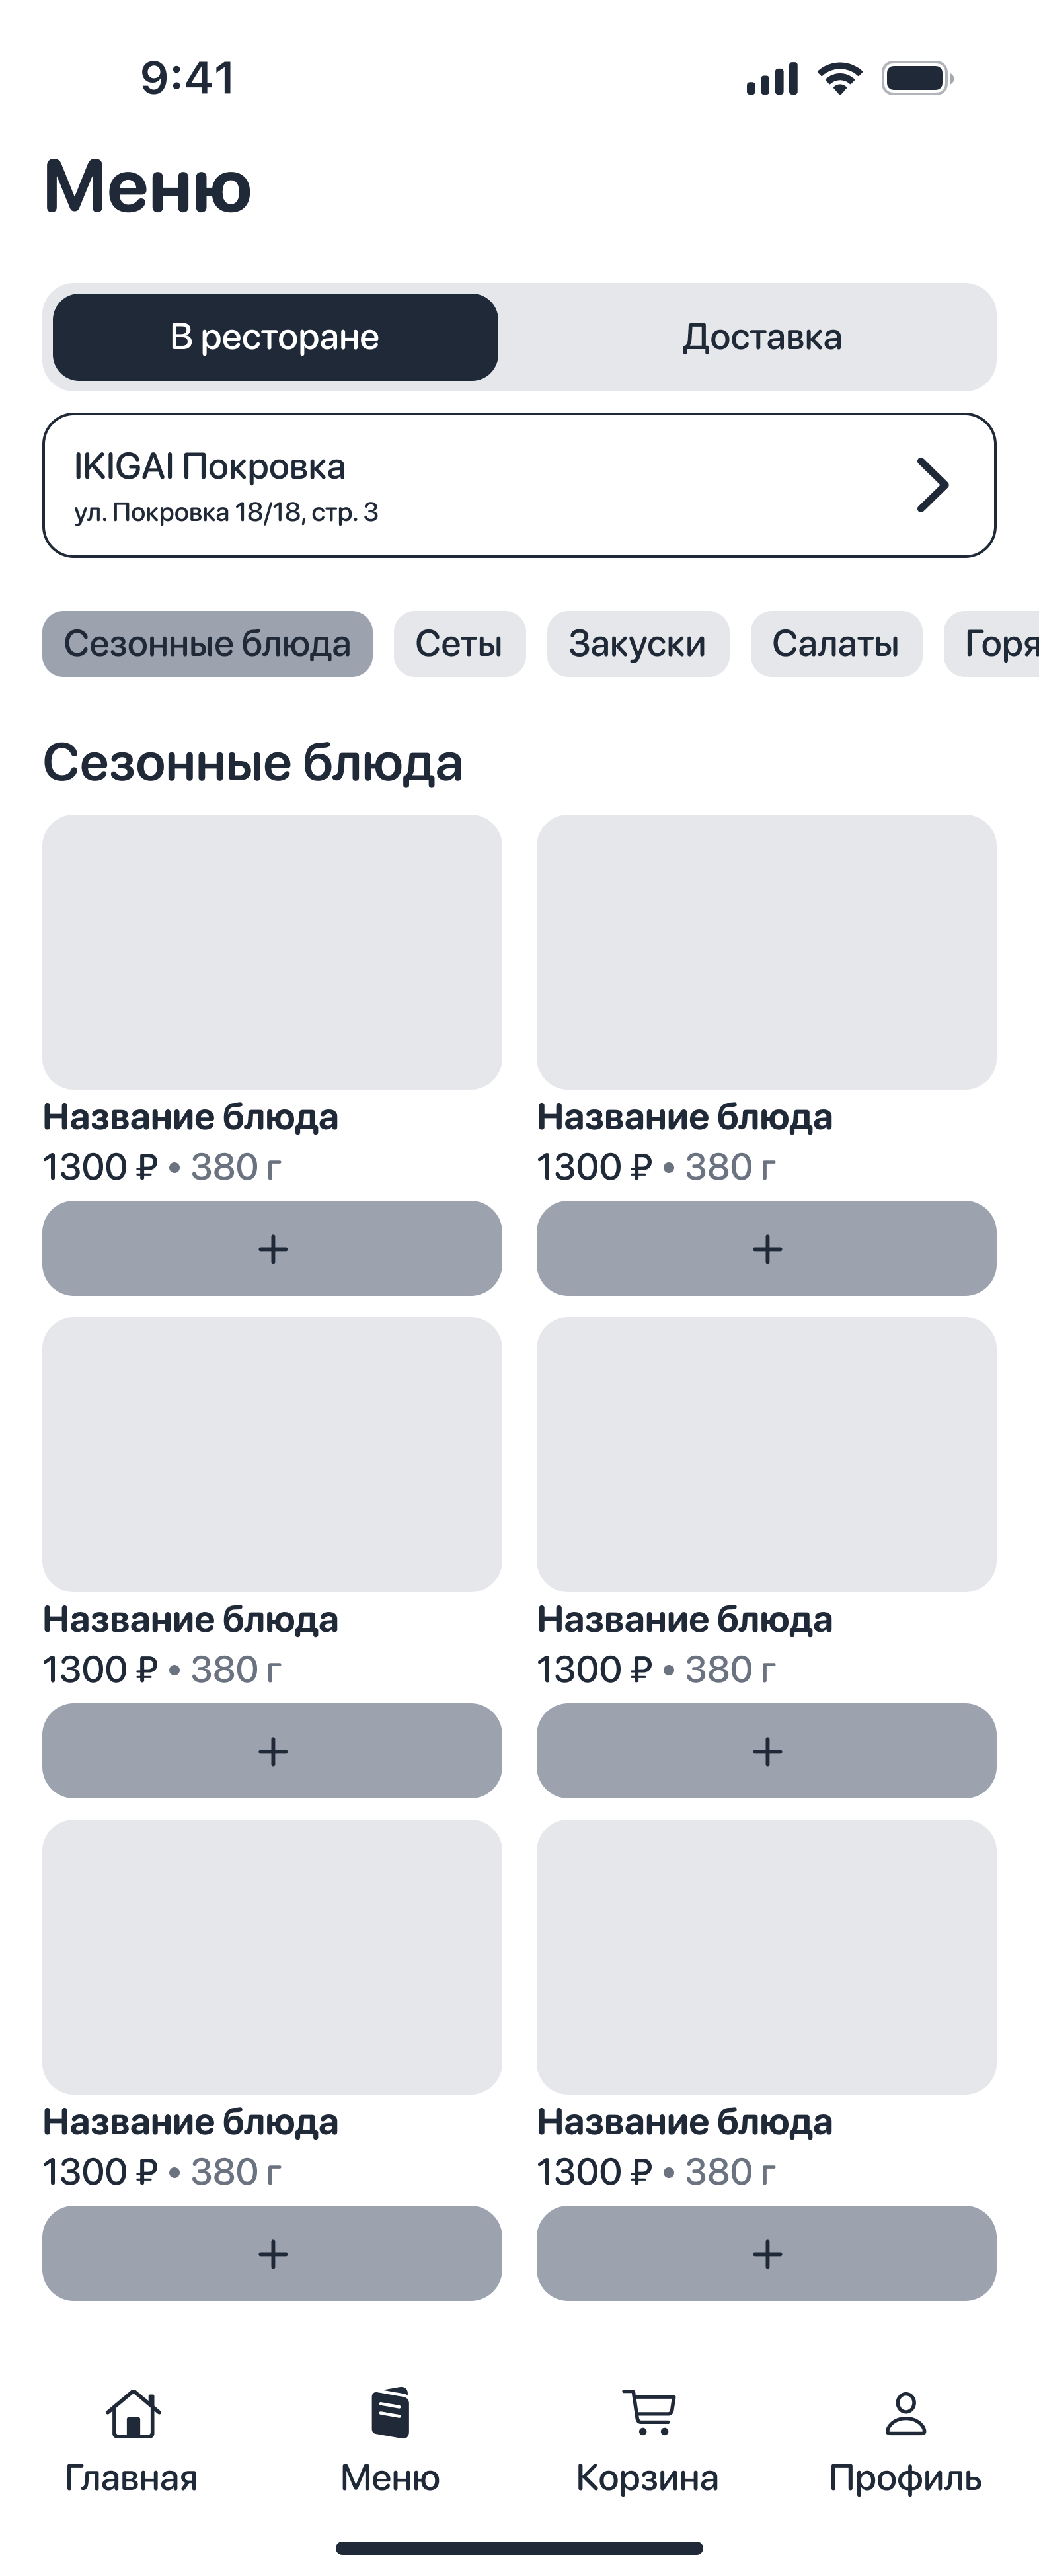 9:41
Меню
В ресторане Доставка
IKIGAI Покровка
ул. Покровка 18/18, стр. 3
Сезонные блюда Сеты Закуски Салаты Горя
Сезонные блюда
Название блюда Название блюда
1300 ₽ • 380 г 1300 ₽ • 380 г
+ +
Название блюда Название блюда
1300 ₽ • 380 г 1300 ₽ • 380 г
+ +
Название блюда Название блюда
1300 ₽ • 380 г 1300 ₽ • 380 г
+ +
Главная Меню Корзина Профиль